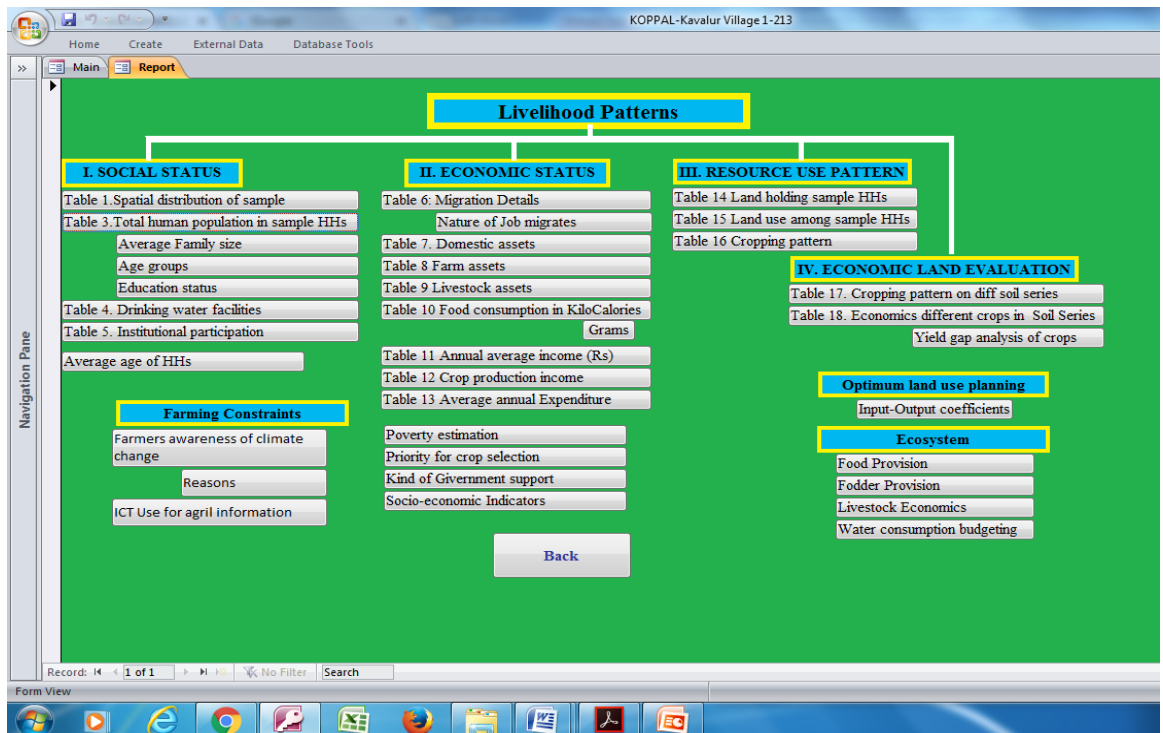 KOPPAL-Kavalur Village 1-213
Home Create External Data Database Tools
Main Report
Navigation Pane
Livelihood Patterns
I. SOCIAL STATUS
Table 1.Spatial distribution of sample
Table 3.Total human population in sample HHs
Average Family size
Age groups
Education status
Table 4. Drinking water facilities
Table 5. Institutional participation
Average age of HHs
Farming Constraints
Farmers awareness of climate
change
Reasons
ICT Use for agril information
II. ECONOMIC STATUS
Table 6: Migration Details
Nature of Job migrates
Table 7. Domestic assets
Table 8 Farm assets
Table 9 Livestock assets
Table 10 Food consumption in KiloCalories
Grams
Table 11 Annual average income (Rs)
Table 12 Crop production income
Table 13 Average annual Expenditure
Poverty estimation
Priority for crop selection
Kind of Givernment support
Socio-economic Indicators
Back
III. RESOURCE USE PATTERN
Table 14 Land holding sample HHs
Table 15 Land use among sample HHs
Table 16 Cropping pattern
IV. ECONOMIC LAND EVALUATION
Table 17. Cropping pattern on diff soil series
Table 18. Economics different crops in Soil Series
Yield gap analysis of crops
Optimum land use planning
Input-Output coefficients
Ecosystem
Food Provision
Fodder Provision
Livestock Economics
Water consumption budgeting
Record: 1 of 1 No Filter Search
Form View